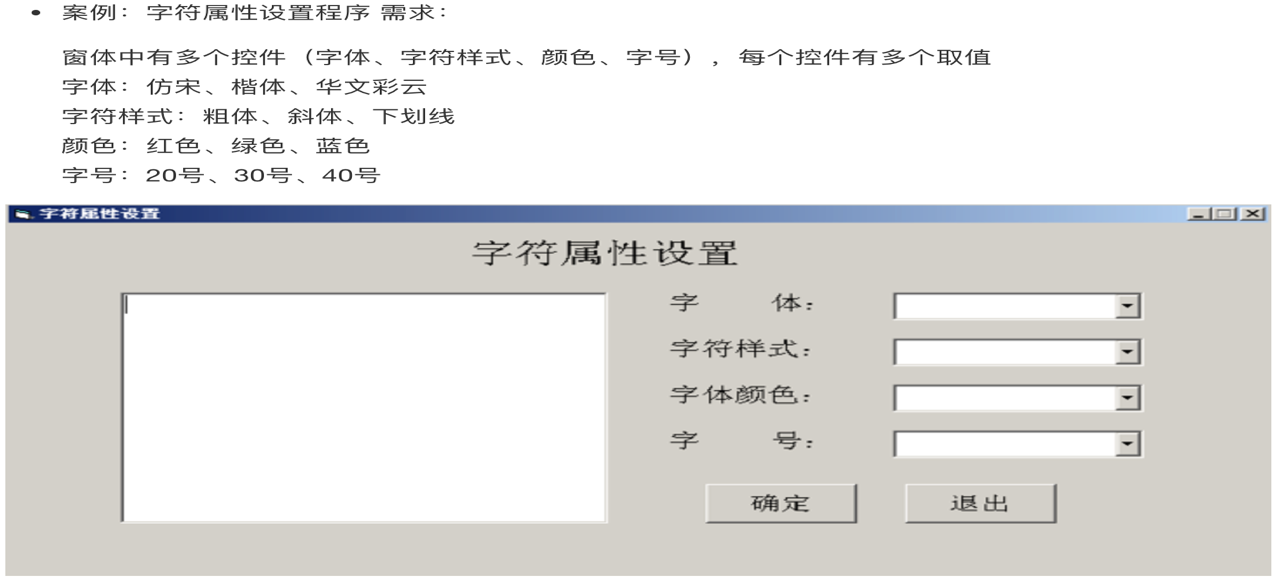 • 案例：字符属性设置程序 需求：
窗体中有多个控件（字体、字符样式、颜色、字号），每个控件有多个取值
字体：仿宋、楷体、华文彩云
字符样式：粗体、斜体、下划线
颜色：红色、绿色、蓝色
字号：20号、30号、40号
字符属性设置
字符属性设置
字 体：
字符样式：
字体颜色：
字 号：
确定 退出